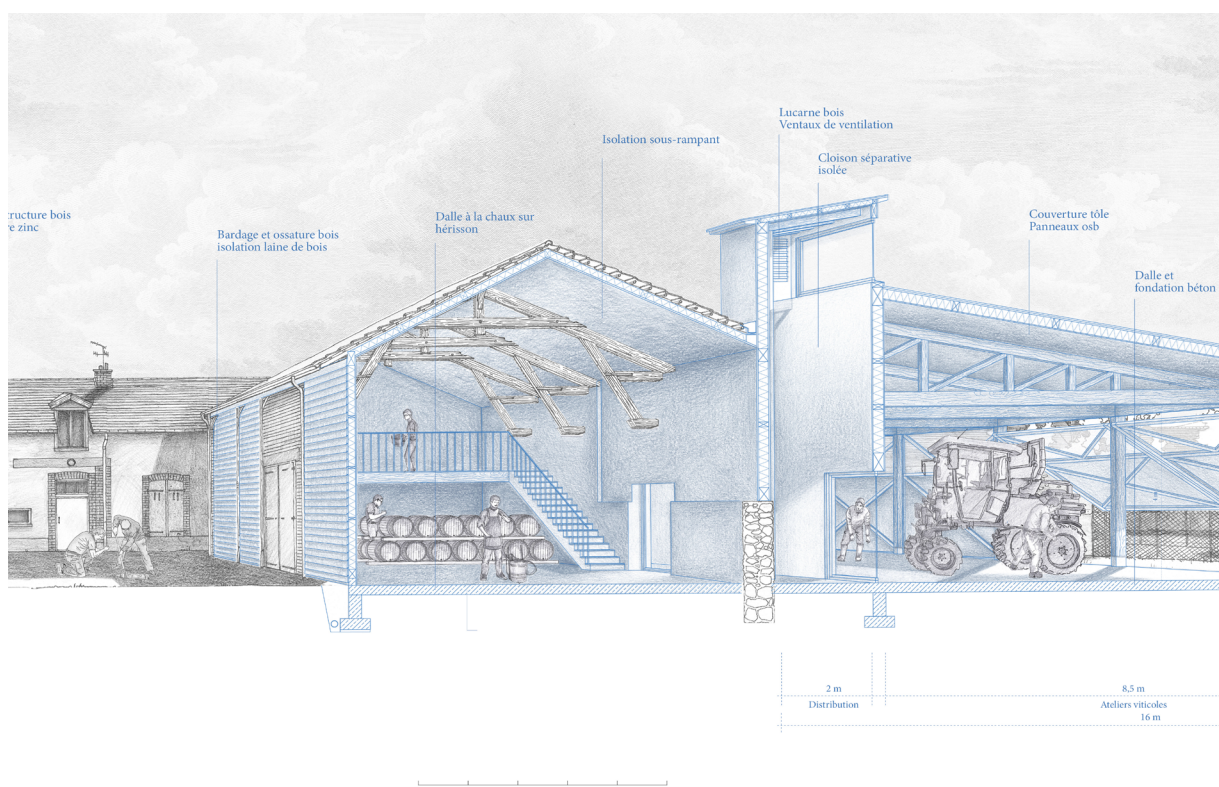 Lucarne bois
Ventaux de ventilation
Isolation sous-rampant
Cloison séparative
isolée
tructure bois
re zinc
Bardage et ossature bois
isolation laine de bois
Dalle à la chaux sur
hérisson
Couverture tôle
Panneaux osb
Dalle et
fondation béton
2 m
8,5 m
Distribution
Ateliers viticoles
16 m